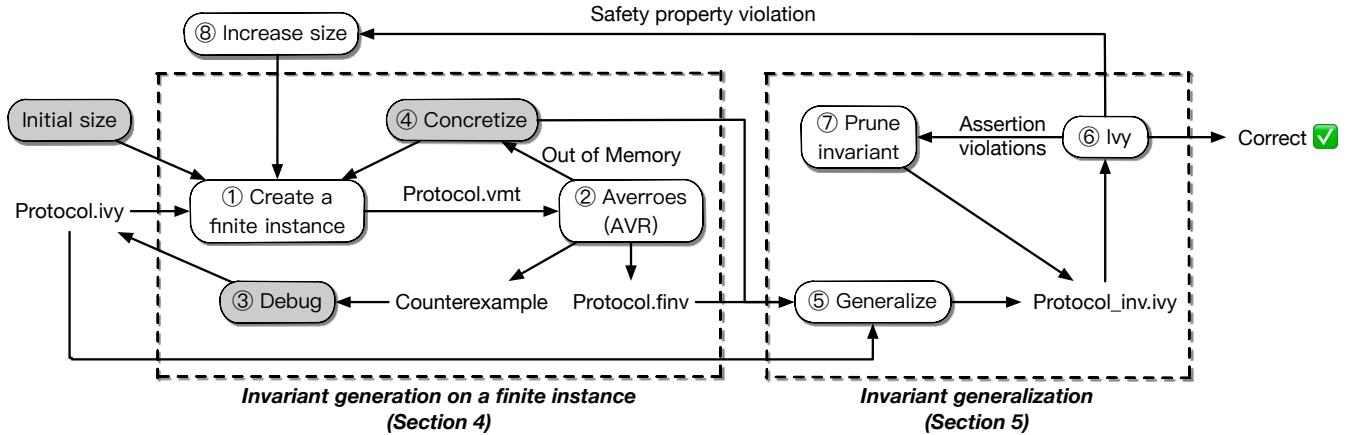 Safety property violation
⑧ Increase size
Initial size
④ Concretize
⑦ Prune
invariant
Assertion
violations
⑥ Ivy
Correct ✅
Out of Memory
Protocol.ivy
① Create a
finite instance
Protocol.vmt
② Averroes
(AVR)
③ Debug
Counterexample
Protocol.finv
⑤ Generalize
Protocol_inv.ivy
Invariant generation on a finite instance
(Section 4)
Invariant generalization
(Section 5)